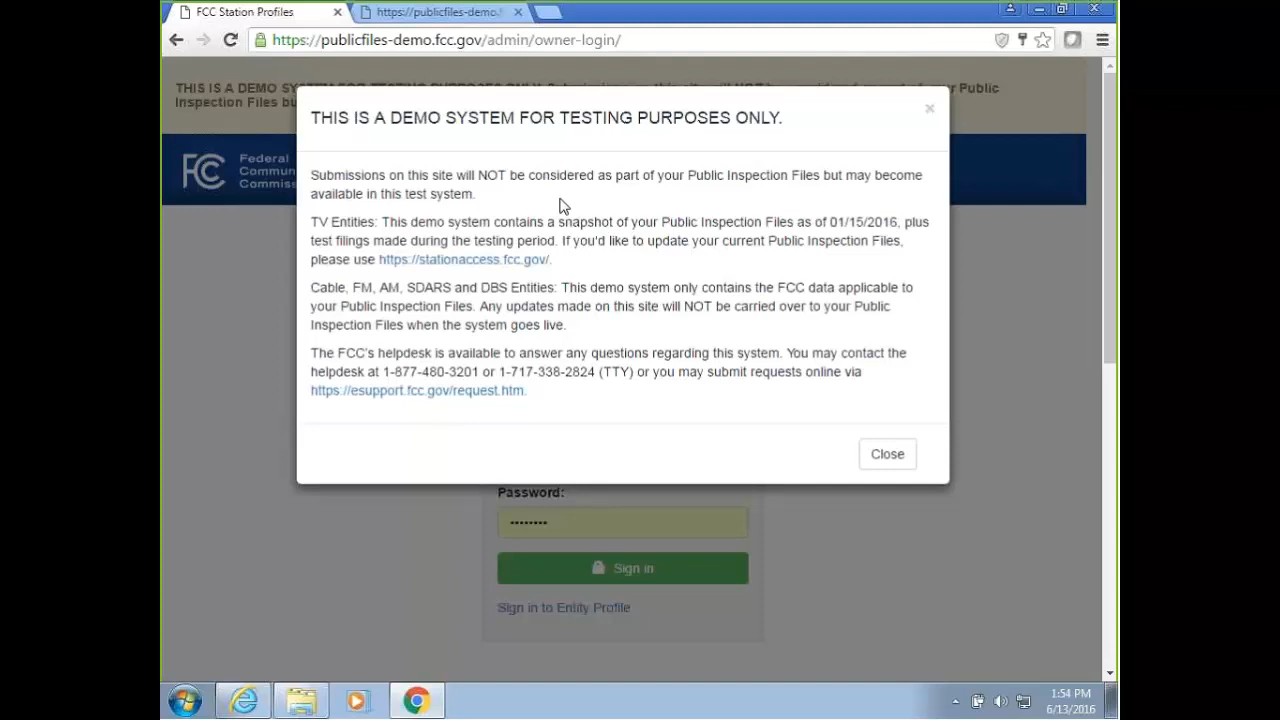 FCC Station Profiles
https://publicfiles-demo.f
https://publicfiles-demo.fcc.gov/admin/owner-login/
THIS IS A DEMO SY
r Public
Inspection Files bu
THIS IS A DEMO SYSTEM FOR TESTING PURPOSES ONLY.
×
FCC
Federal
Commun
Commiss
Submissions on this site will NOT be considered as part of your Public Inspection Files but may become
available in this test system.
TV Entities: This demo system contains a snapshot of your Public Inspection Files as of 01/15/2016, plus
test filings made during the testing period. If you'd like to update your current Public Inspection Files,
please use https://stationaccess.fcc.gov/.
Cable, FM, AM, SDARS and DBS Entities: This demo system only contains the FCC data applicable to
your Public Inspection Files. Any updates made on this site will NOT be carried over to your Public
Inspection Files when the system goes live.
The FCC's helpdesk is available to answer any questions regarding this system. You may contact the
helpdesk at 1-877-480-3201 or 1-717-338-2824 (TTY) or you may submit requests online via
https://esupport.fcc.gov/request.htm.
Close
Password:
••••••••
Sign in
Sign in to Entity Profile
1:54 PM
6/13/2016